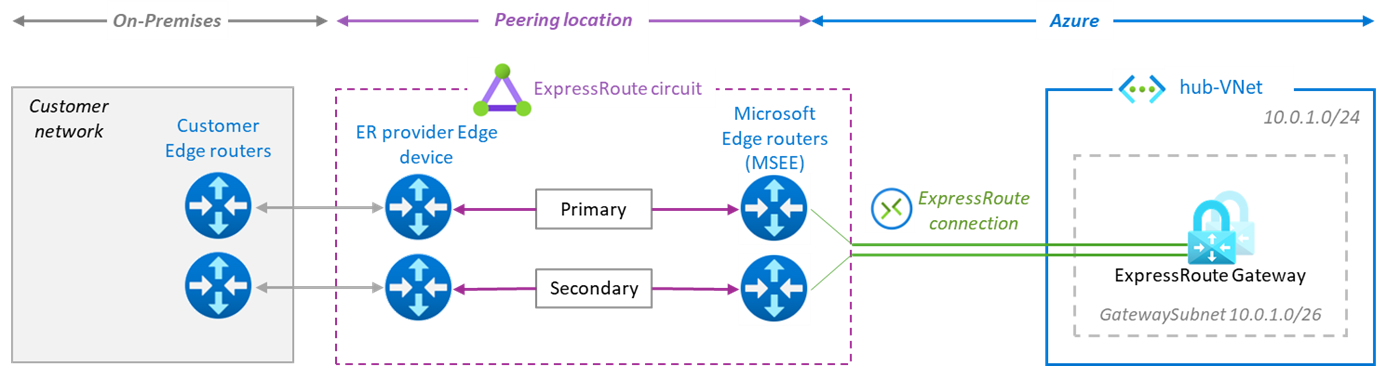 On-Premises
Peering location
Azure
Customer
network
Customer
Edge routers
ExpressRoute circuit
ER provider Edge
device
Microsoft
Edge routers
(MSEE)
Primary
Secondary
ExpressRoute
connection
hub-VNet
10.0.1.0/24
ExpressRoute Gateway
GatewaySubnet 10.0.1.0/26